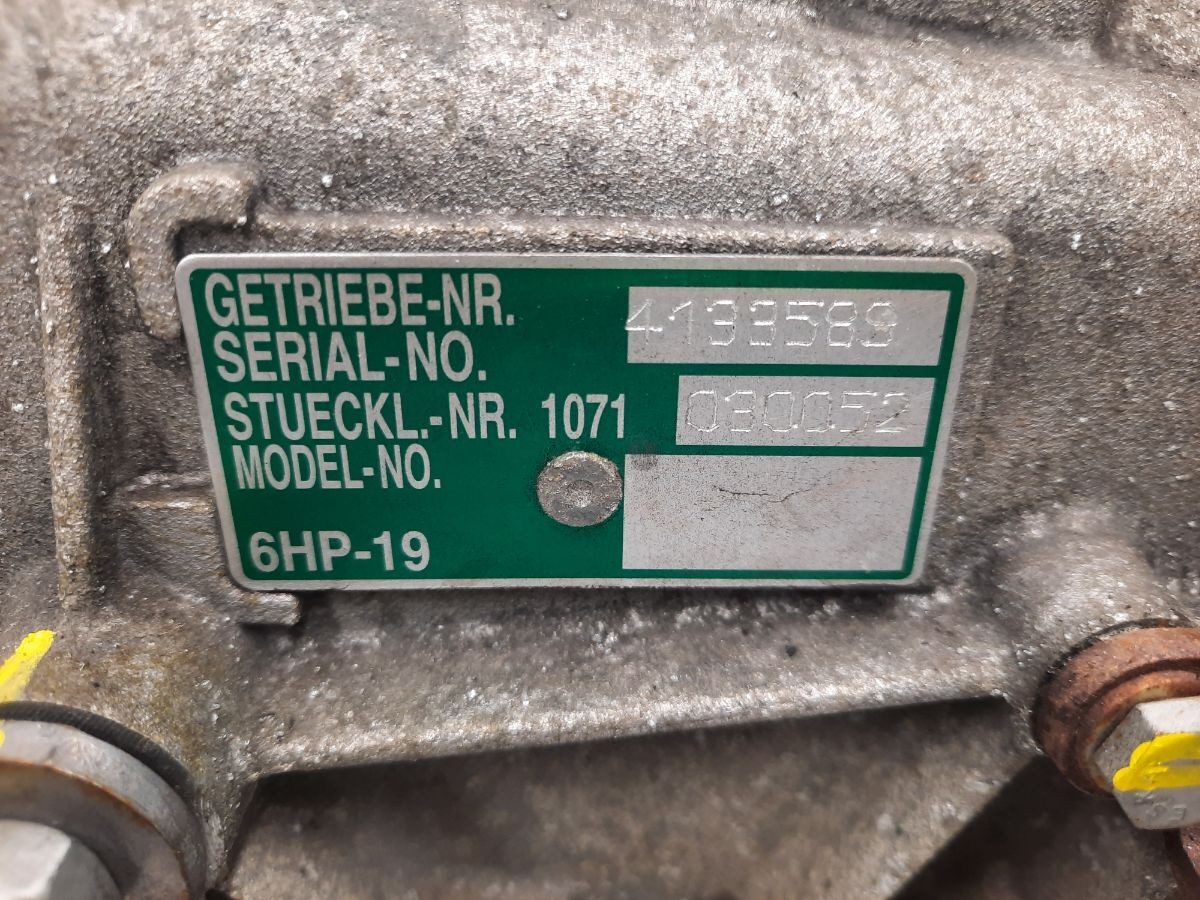 GETRIEBE-NR.
SERIAL-NO. 4133589
STUECKL.-NR. 1071 030052
MODEL-NO.
6HP-19